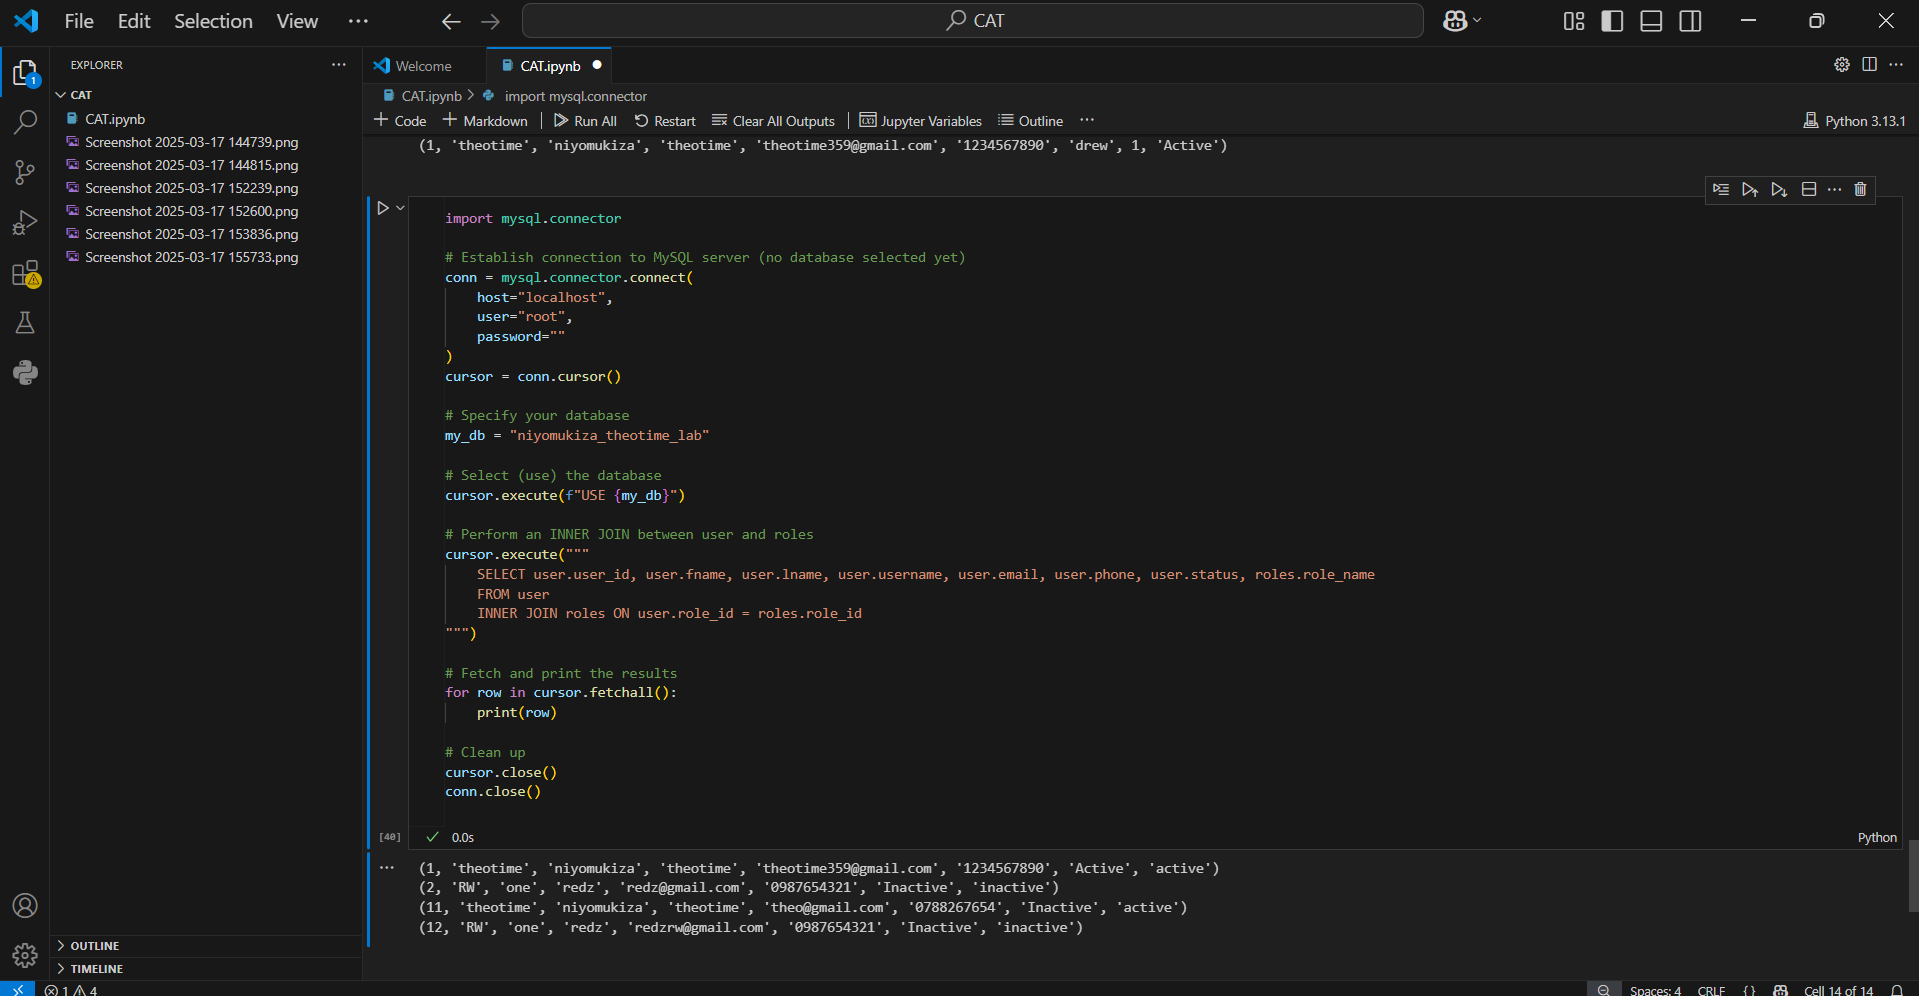 File Edit Selection View ··· CAT
EXPLORER ···
CAT
CAT.ipynb
Screenshot 2025-03-17 144739.png
Screenshot 2025-03-17 144815.png
Screenshot 2025-03-17 152239.png
Screenshot 2025-03-17 152600.png
Screenshot 2025-03-17 153836.png
Screenshot 2025-03-17 155733.png
OUTLINE
TIMELINE
1
Welcome CAT.ipynb
CAT.ipynb > import mysql.connector
+ Code + Markdown Run All Restart Clear All Outputs Jupyter Variables Outline ··· Python 3.13.1
(1, 'theotime', 'niyomukiza', 'theotime', 'theotime359@gmail.com', '1234567890', 'drew', 1, 'Active')
import mysql.connector
# Establish connection to MySQL server (no database selected yet)
conn = mysql.connector.connect(
host="localhost",
user="root",
password=""
)
cursor = conn.cursor()
# Specify your database
my_db = "niyomukiza_theotime_lab"
# Select (use) the database
cursor.execute(f"USE {my_db}")
# Perform an INNER JOIN between user and roles
cursor.execute("""
SELECT user.user_id, user.fname, user.lname, user.username, user.email, user.phone, user.status, roles.role_name
FROM user
INNER JOIN roles ON user.role_id = roles.role_id
""")
# Fetch and print the results
for row in cursor.fetchall():
print(row)
# Clean up
cursor.close()
conn.close()
[40] 0.0s Python
(1, 'theotime', 'niyomukiza', 'theotime', 'theotime359@gmail.com', '1234567890', 'Active', 'active')
(2, 'RW', 'one', 'redz', 'redz@gmail.com', '0987654321', 'Inactive', 'inactive')
(11, 'theotime', 'niyomukiza', 'theotime', 'theo@gmail.com', '0788267654', 'Inactive', 'active')
(12, 'RW', 'one', 'redz', 'redzrw@gmail.com', '0987654321', 'Inactive', 'inactive')
1 4 Spaces: 4 CRLF {} Cell 14 of 14